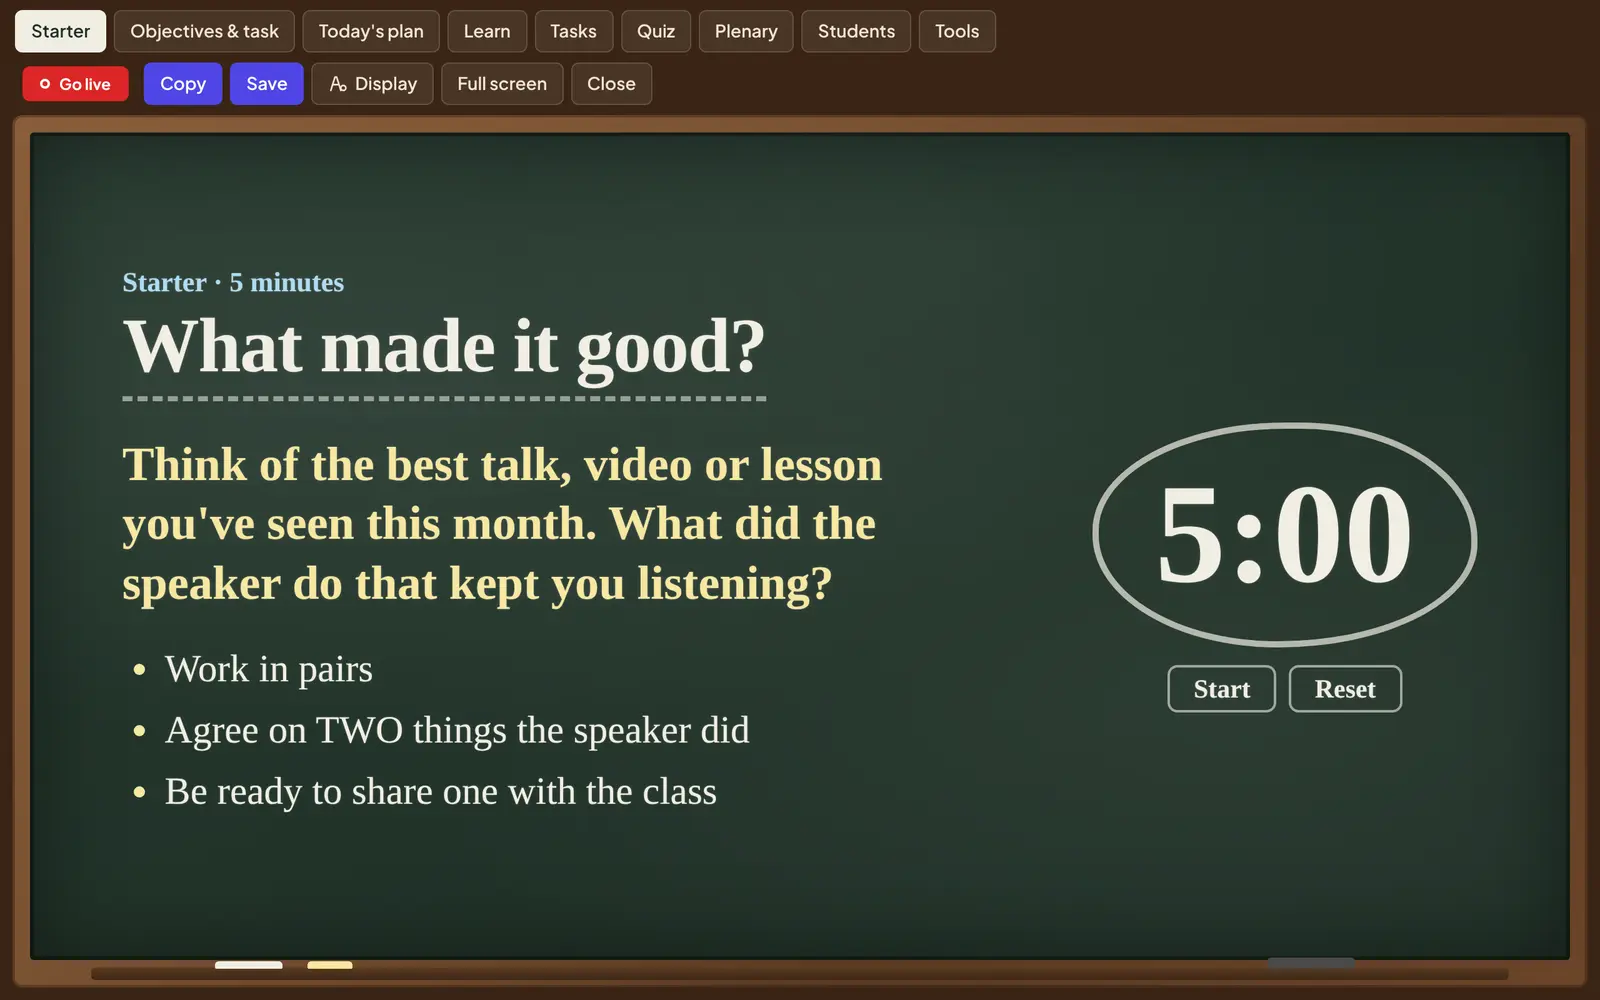 Starter
Objectives & task
Today's plan
Learn
Tasks
Quiz
Plenary
Students
Tools
Go live
Copy
Save
Display
Full screen
Close
Starter · 5 minutes
What made it good?
Think of the best talk, video or lesson
you've seen this month. What did the
speaker do that kept you listening?
• Work in pairs
• Agree on TWO things the speaker did
• Be ready to share one with the class
5:00
Start
Reset